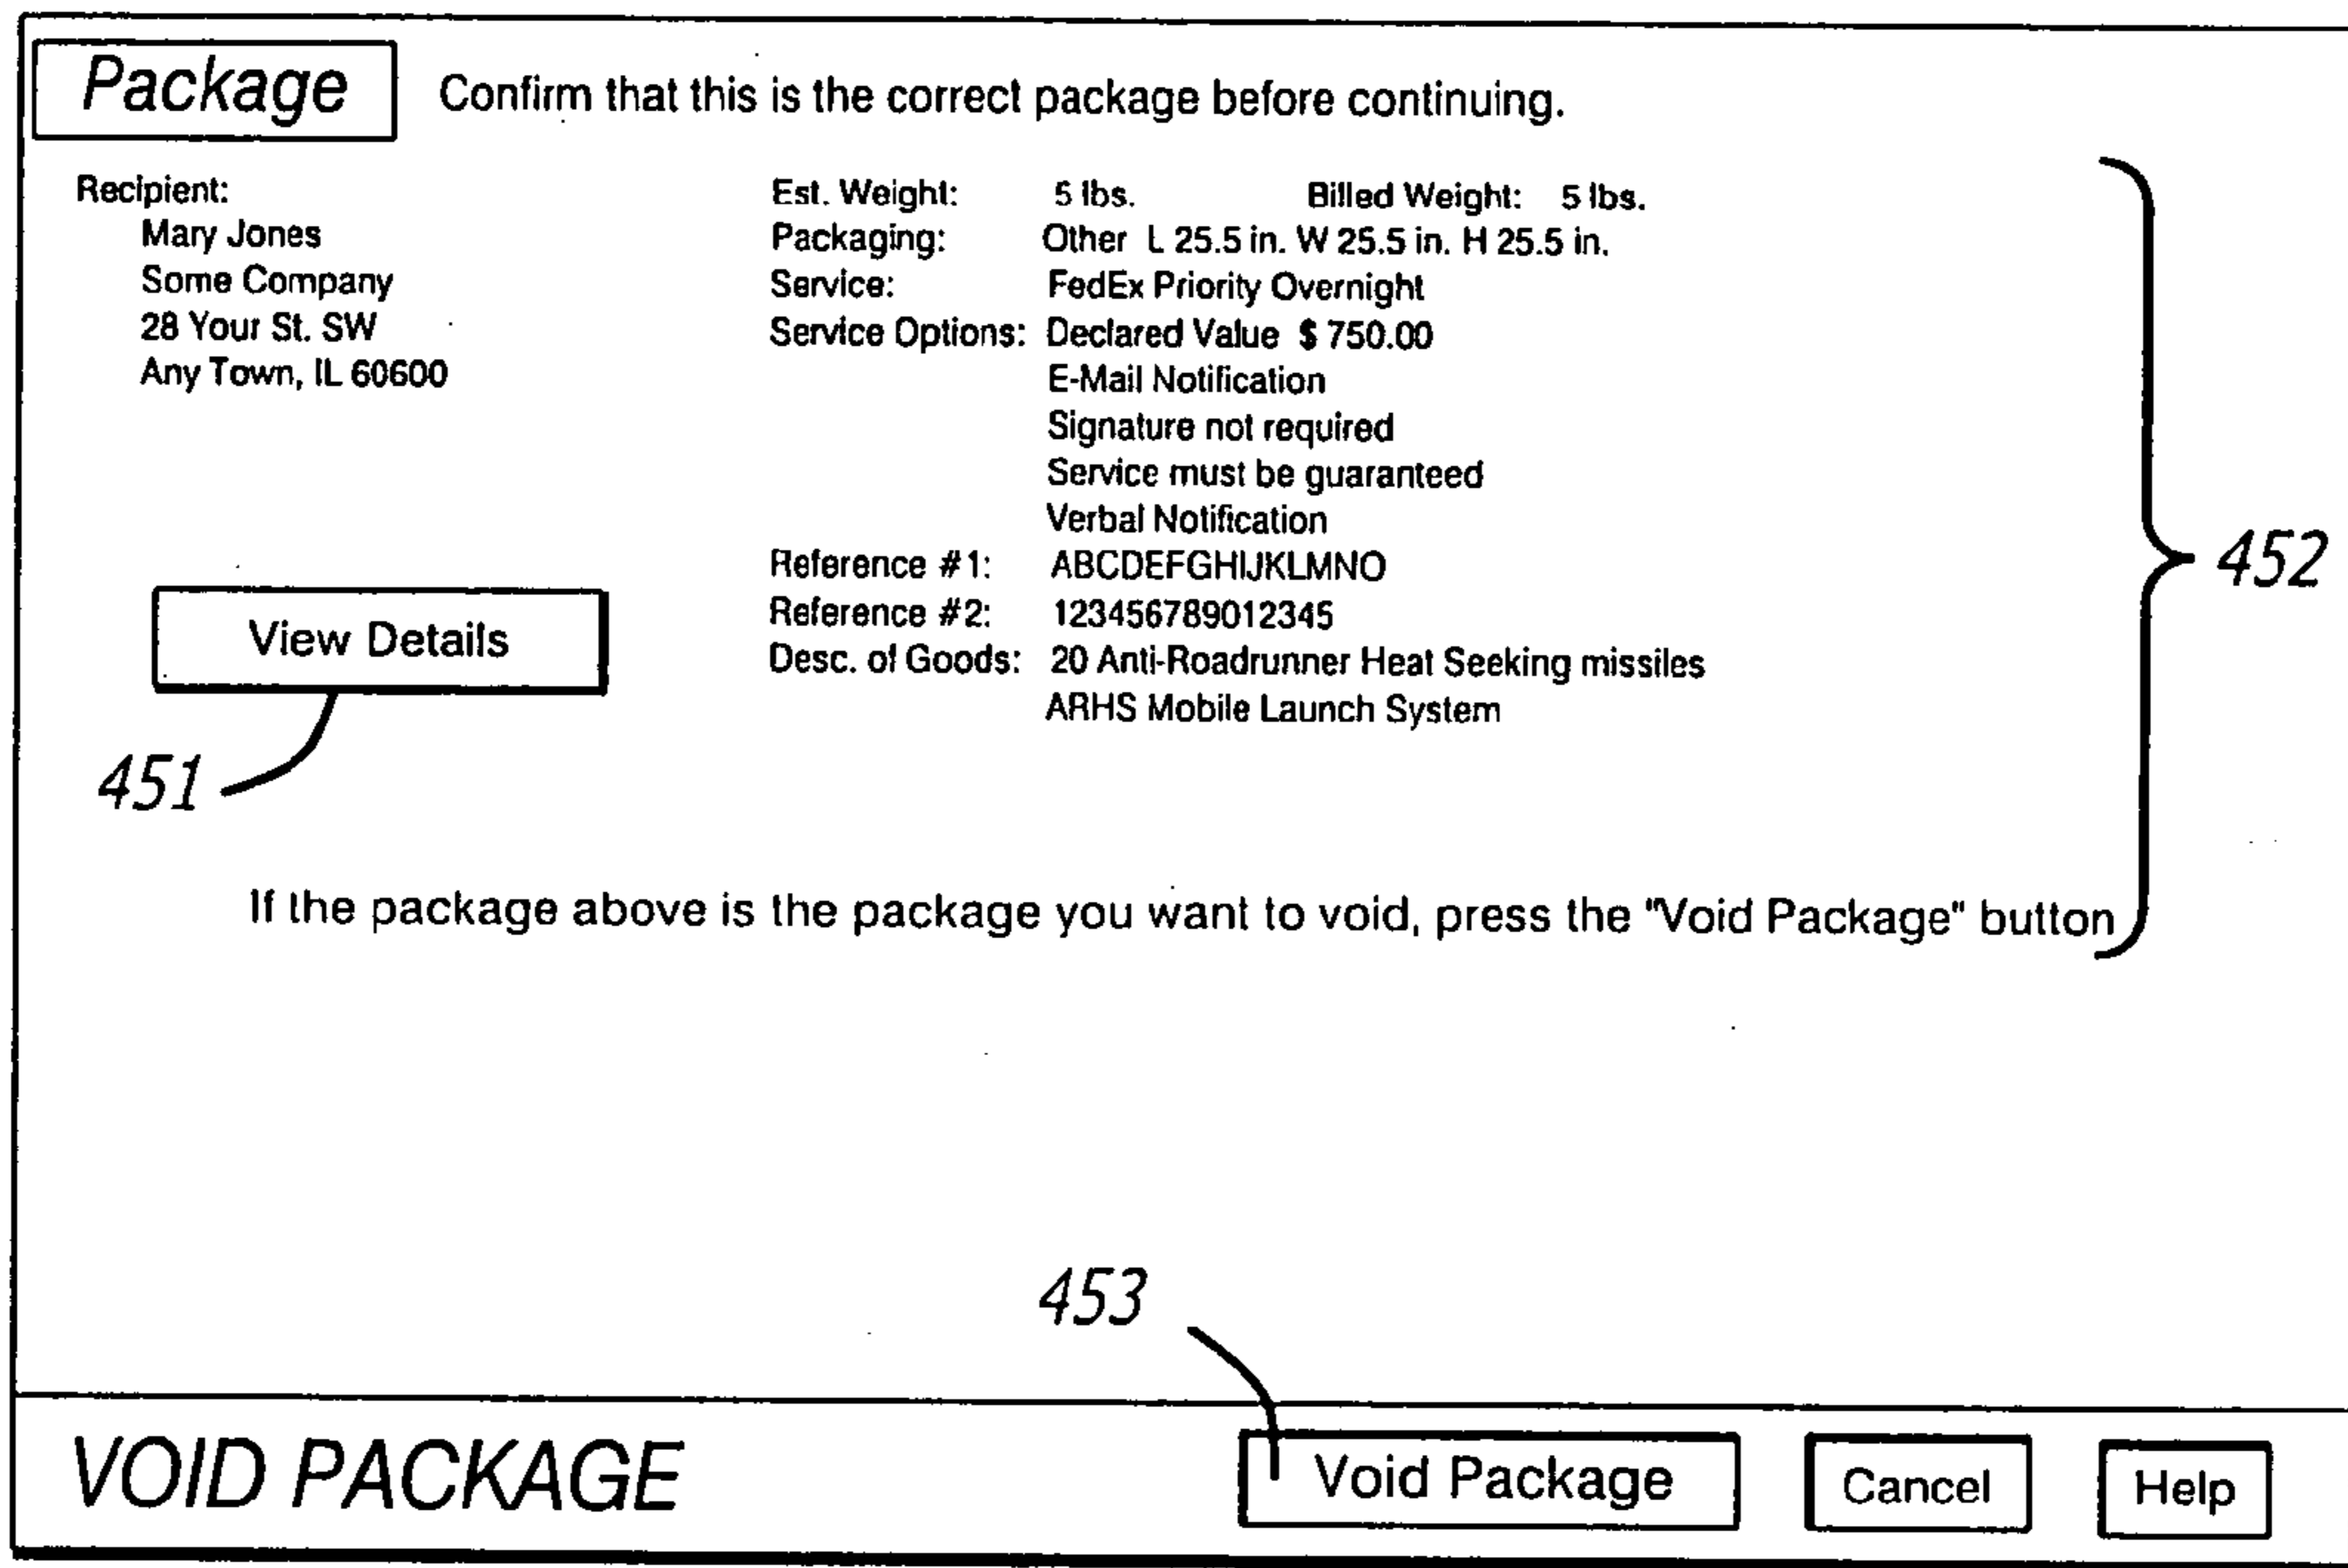 Package
Confirm that this is the correct package before continuing.
Recipient:
Mary Jones
Some Company
28 Your St. SW
Any Town, IL 60600
View Details
451
Est. Weight: 5 lbs. Billed Weight: 5 lbs.
Packaging: Other L 25.5 in. W 25.5 in. H 25.5 in.
Service: FedEx Priority Overnight
Service Options: Declared Value $ 750.00
E-Mail Notification
Signature not required
Service must be guaranteed
Verbal Notification
Reference #1: ABCDEFGHIJKLMNO
Reference #2: 123456789012345
Desc. of Goods: 20 Anti-Roadrunner Heat Seeking missiles
ARHS Mobile Launch System
452
If the package above is the package you want to void, press the "Void Package" button
453
VOID PACKAGE
Void Package
Cancel
Help